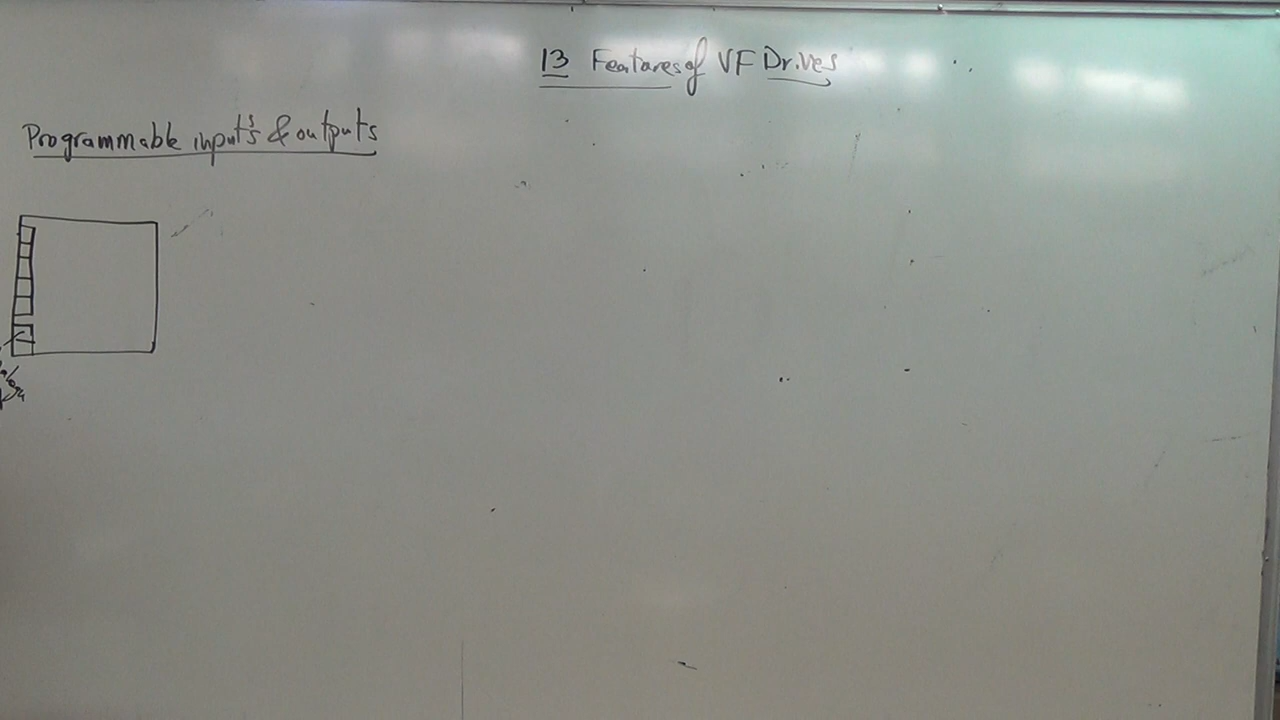 13 Features of VF Drives
Programmable inputs & outputs